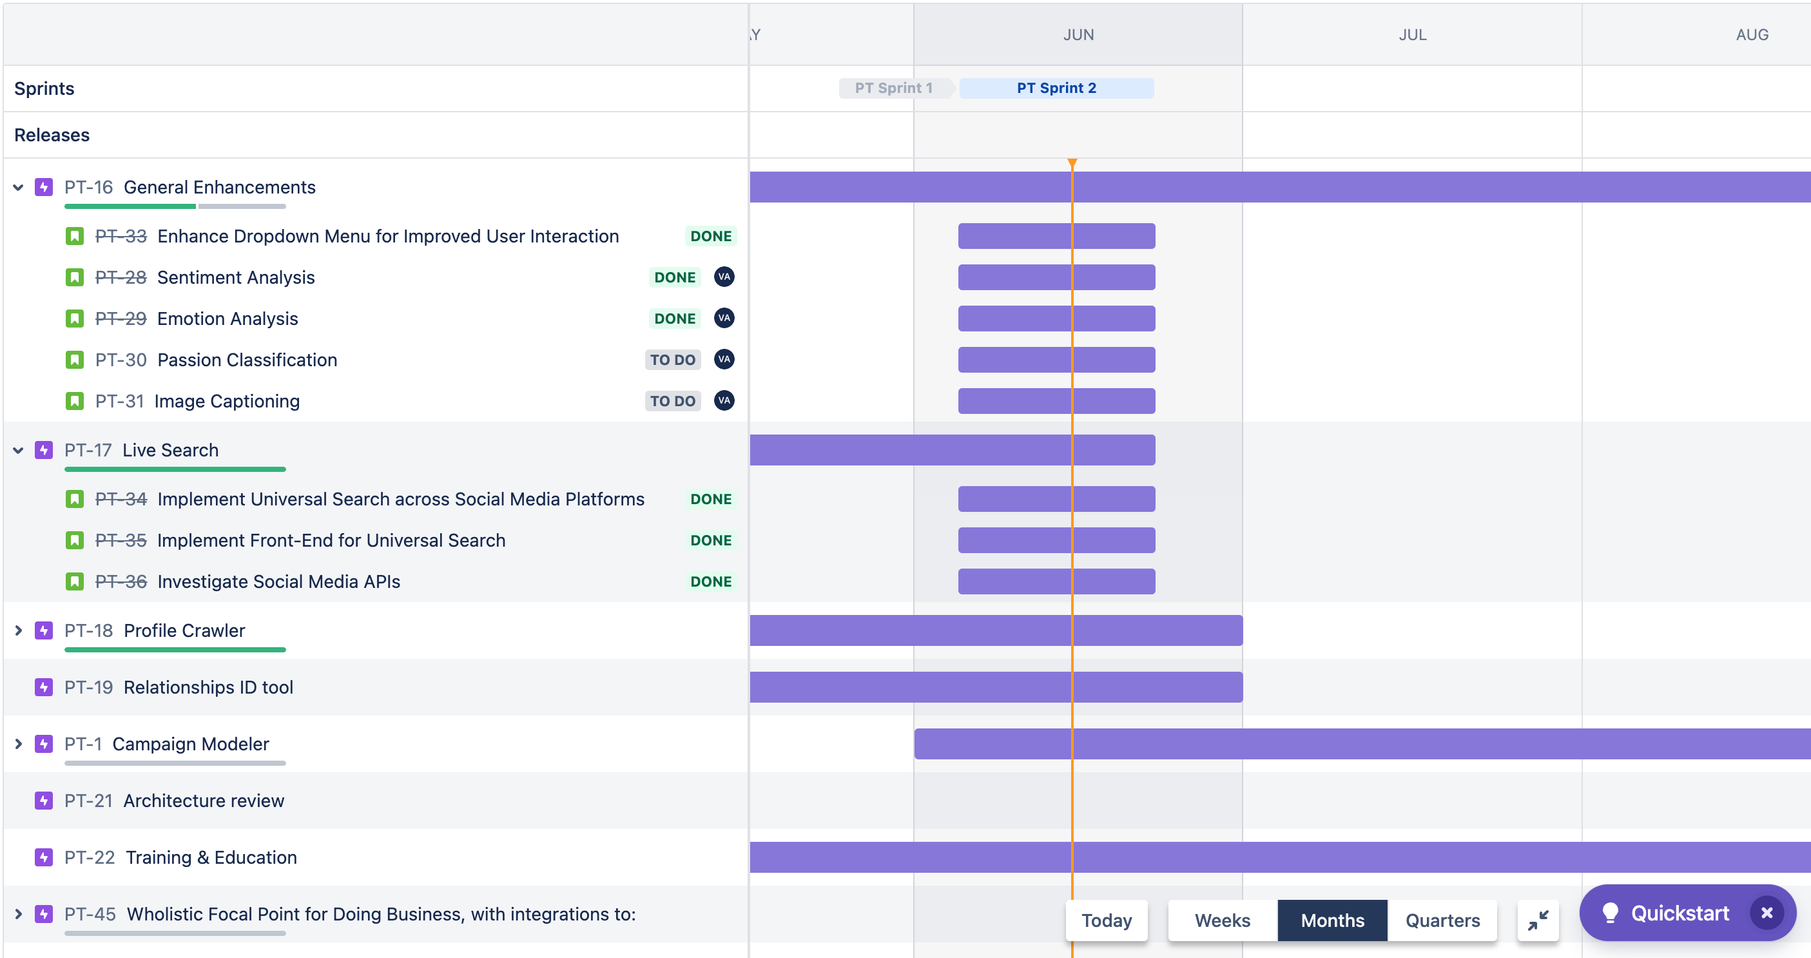 AY JUN JUL AUG
Sprints PT Sprint 1 PT Sprint 2
Releases
PT-16 General Enhancements
PT-33 Enhance Dropdown Menu for Improved User Interaction DONE
PT-28 Sentiment Analysis DONE VA
PT-29 Emotion Analysis DONE VA
PT-30 Passion Classification TO DO VA
PT-31 Image Captioning TO DO VA
PT-17 Live Search
PT-34 Implement Universal Search across Social Media Platforms DONE
PT-35 Implement Front-End for Universal Search DONE
PT-36 Investigate Social Media APIs DONE
PT-18 Profile Crawler
PT-19 Relationships ID tool
PT-1 Campaign Modeler
PT-21 Architecture review
PT-22 Training & Education
PT-45 Wholistic Focal Point for Doing Business, with integrations to:
Today Weeks Months Quarters Quickstart